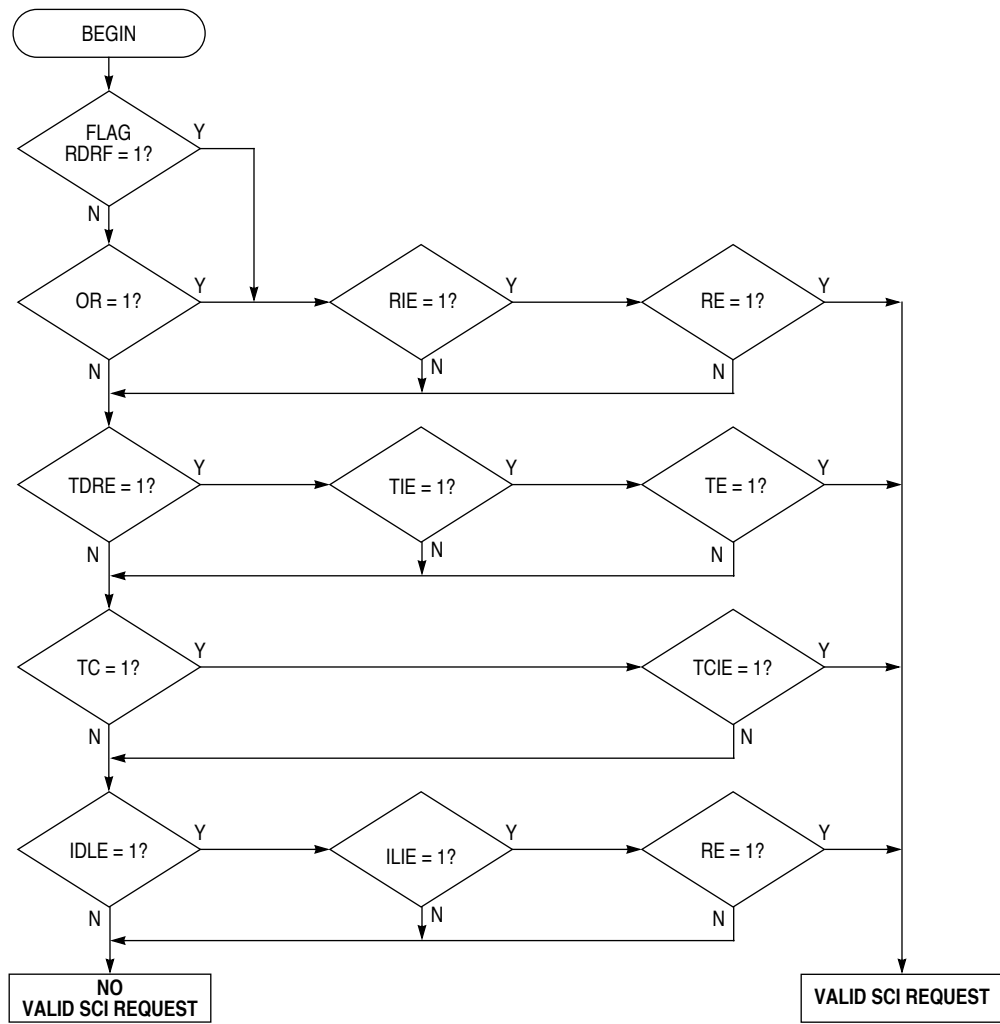 BEGIN
FLAG
RDRF = 1?
Y
N
OR = 1?
Y
RIE = 1?
Y
RE = 1?
Y
N
N
N
TDRE = 1?
Y
TIE = 1?
Y
TE = 1?
Y
N
N
N
TC = 1?
Y
TCIE = 1?
Y
N
N
IDLE = 1?
Y
ILIE = 1?
Y
RE = 1?
Y
N
N
N
NO
VALID SCI REQUEST
VALID SCI REQUEST